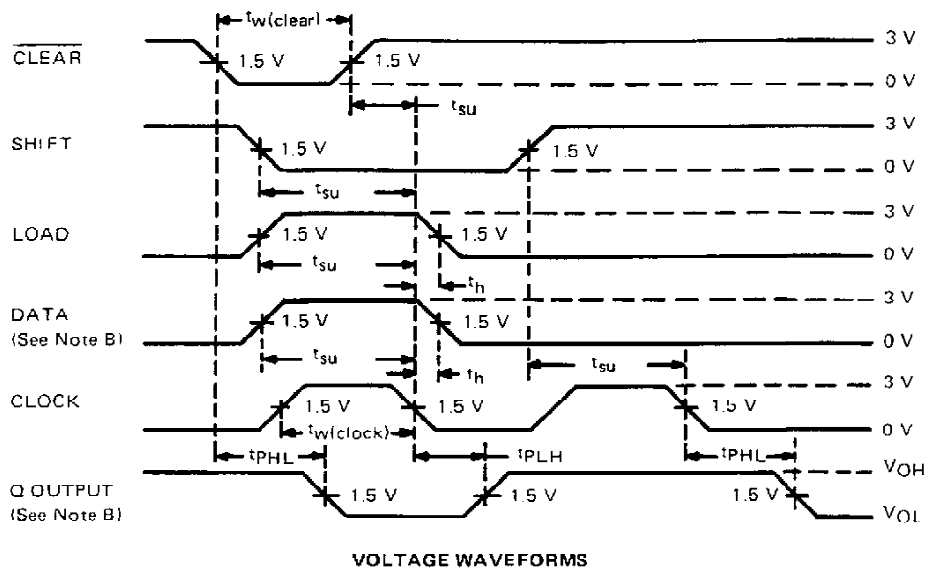 tw(clear)
CLEAR 1.5 V 1.5 V 3 V
0 V
tsu
SHIFT 1.5 V 1.5 V 3 V
0 V
tsu
LOAD 1.5 V 1.5 V 3 V
0 V
tsu th
DATA 1.5 V 1.5 V 3 V
(See Note B) 0 V
tsu th tsu
CLOCK 1.5 V 1.5 V 1.5 V 3 V
0 V
tw(clock)
tPHL tPLH tPHL
Q OUTPUT 1.5 V 1.5 V 1.5 V VOH
(See Note B) VOL
VOLTAGE WAVEFORMS